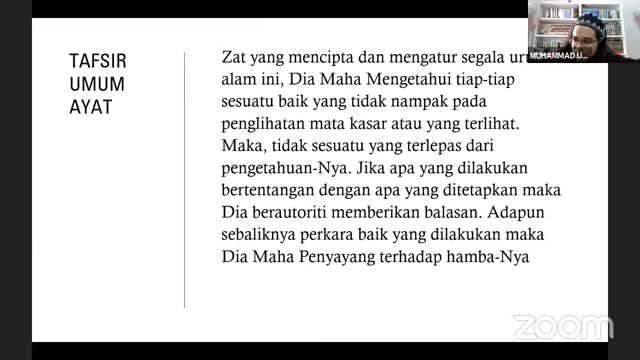 TAFSIR
UMUM
AYAT
Zat yang mencipta dan mengatur segala
alam ini, Dia Maha Mengetahui tiap-tiap
sesuatu baik yang tidak nampak pada
penglihatan mata kasar atau yang terlihat.
Maka, tidak sesuatu yang terlepas dari
pengetahuan-Nya. Jika apa yang dilakukan
bertentangan dengan apa yang ditetapkan maka
Dia berautoriti memberikan balasan. Adapun
sebaliknya perkara baik yang dilakukan maka
Dia Maha Penyayang terhadap hamba-Nya
MUHAMMAD U...
zoom